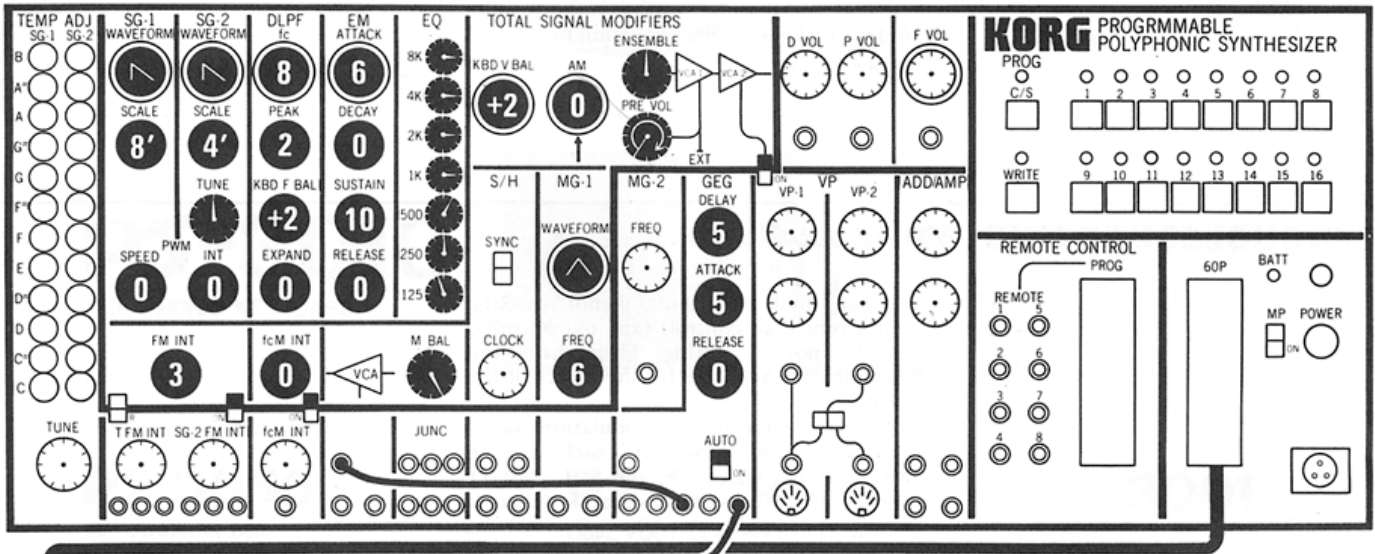 TEMP ADJ
SG-1 SG-2
B
A#
A
G#
G
F#
F
E
D#
D
C#
C
TUNE
SG-1
WAVEFORM
SCALE
8'
SPEED
0
PWM
SG-2
WAVEFORM
SCALE
4'
TUNE
INT
0
DLPF
fc
8
PEAK
2
KBD F BAL
+2
EXPAND
0
EM
ATTACK
6
DECAY
0
SUSTAIN
10
RELEASE
0
EQ
8K
4K
2K
1K
500
250
125
FM INT
3
fcM INT
0
VCA
M BAL
ON
ON
T FM INT
SG-2 FM INT
fcM INT
JUNC
TOTAL SIGNAL MODIFIERS
KBD V BAL
+2
AM
0
ENSEMBLE
PRE VOL
VCA 1
VCA 2
EXT
ON
S/H
SYNC
CLOCK
MG-1
WAVEFORM
FREQ
6
MG-2
FREQ
GEG
DELAY
5
ATTACK
5
RELEASE
0
AUTO
ON
D VOL
P VOL
F VOL
VP
VP-1
VP-2
ADD/AMP
KORG PROGRMMABLE
POLYPHONIC SYNTHESIZER
PROG
C/S
1 2 3 4 5 6 7 8
WRITE
9 10 11 12 13 14 15 16
REMOTE CONTROL
PROG
REMOTE
1 5
2 6
3 7
4 8
60P
BATT
MP
ON
POWER